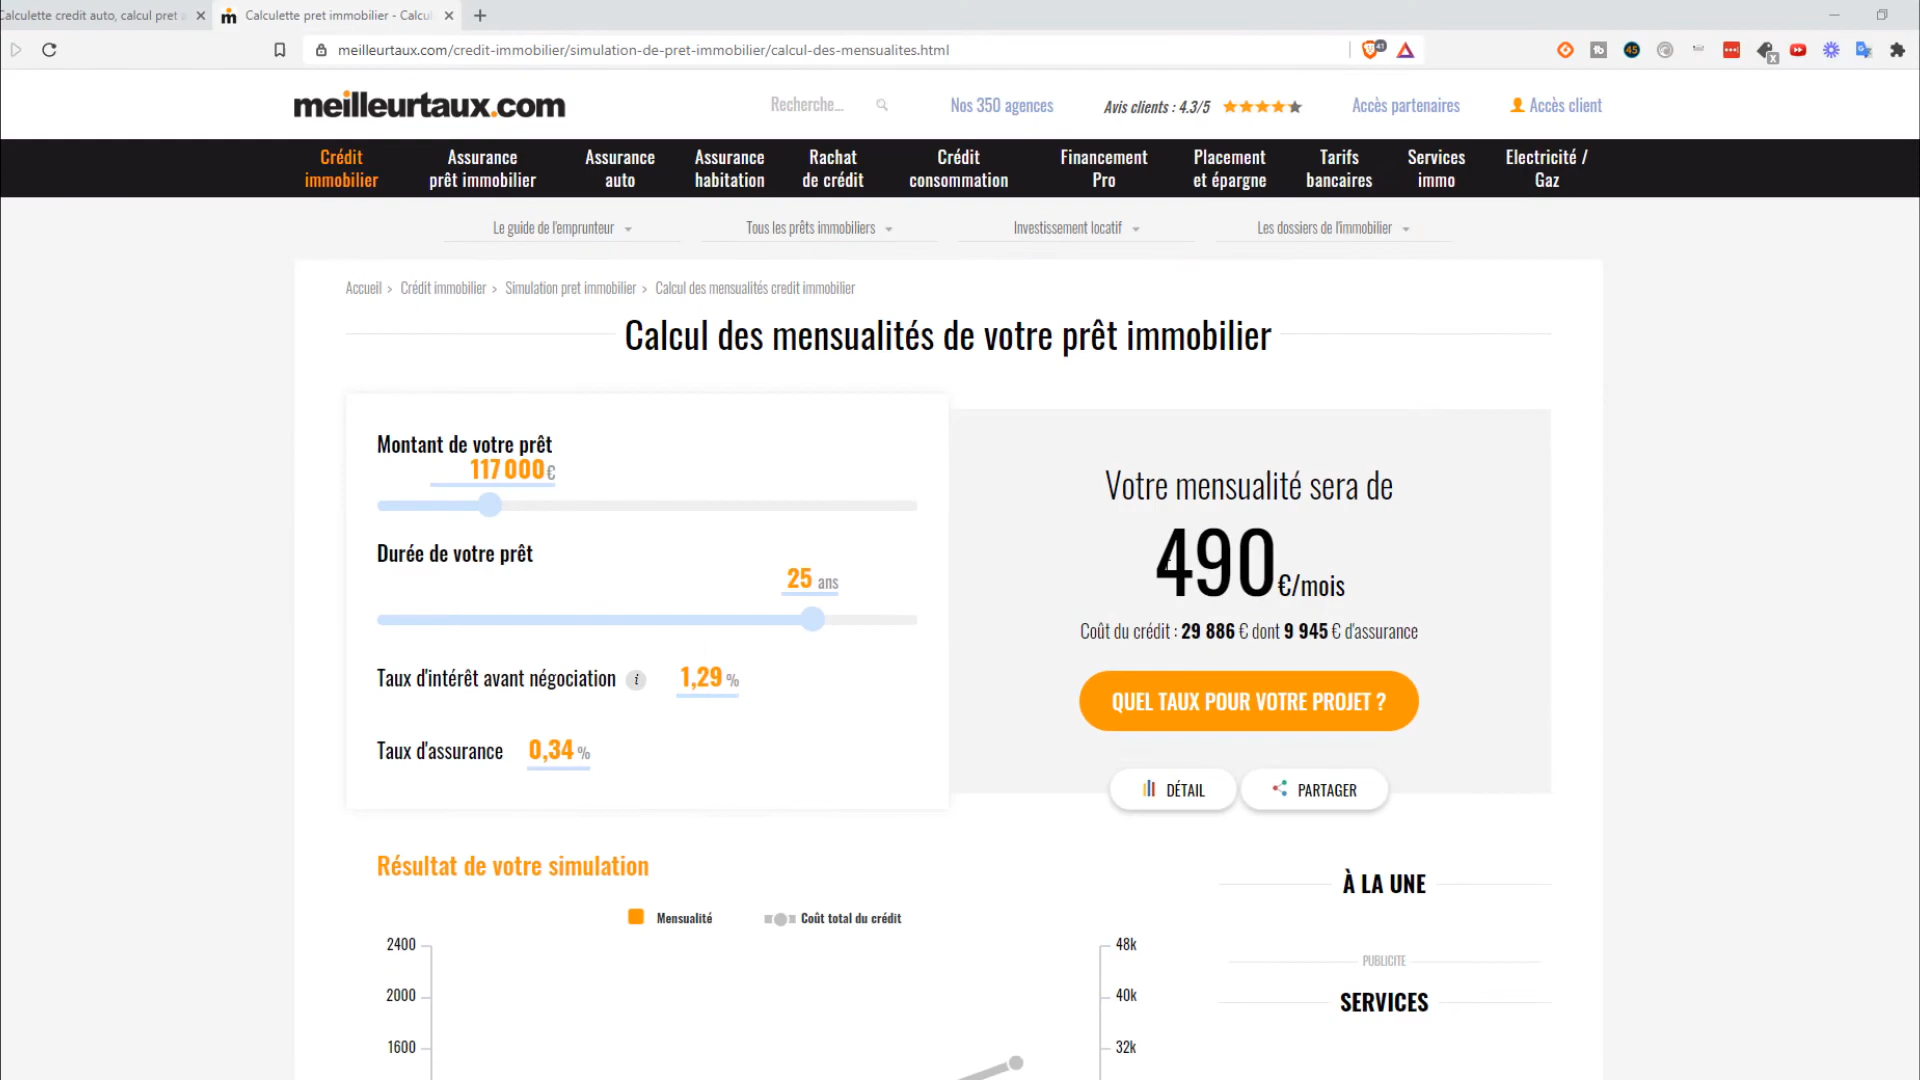 Calculette credit auto, calcul pret a
Calculette pret immobilier - Calcul
meilleurtaux.com/credit-immobilier/simulation-de-pret-immobilier/calcul-des-mensualites.html
meilleurtaux.com
Recherche...
Nos 350 agences
Avis clients : 4.3/5
Accès partenaires
Accès client
Crédit immobilier
Assurance prêt immobilier
Assurance auto
Assurance habitation
Rachat de crédit
Crédit consommation
Financement Pro
Placement et épargne
Tarifs bancaires
Services immo
Electricité / Gaz
Le guide de l'emprunteur
Tous les prêts immobiliers
Investissement locatif
Les dossiers de l'immobilier
Accueil > Crédit immobilier > Simulation pret immobilier > Calcul des mensualités credit immobilier
Calcul des mensualités de votre prêt immobilier
Montant de votre prêt
117 000 €
Durée de votre prêt
25 ans
Taux d'intérêt avant négociation i 1,29 %
Taux d'assurance 0,34 %
Votre mensualité sera de
490 €/mois
Coût du crédit : 29 886 € dont 9 945 € d'assurance
QUEL TAUX POUR VOTRE PROJET ?
DÉTAIL
PARTAGER
Résultat de votre simulation
Mensualité
Coût total du crédit
2400
2000
1600
48k
40k
32k
À LA UNE
PUBLICITE
SERVICES